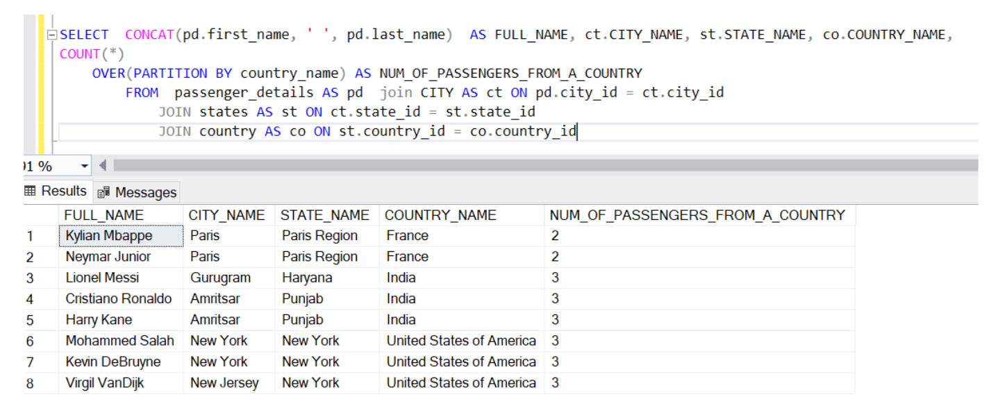 SELECT CONCAT(pd.first_name, ' ', pd.last_name) AS FULL_NAME, ct.CITY_NAME, st.STATE_NAME, co.COUNTRY_NAME,
COUNT(*)
OVER(PARTITION BY country_name) AS NUM_OF_PASSENGERS_FROM_A_COUNTRY
FROM passenger_details AS pd join CITY AS ct ON pd.city_id = ct.city_id
JOIN states AS st ON ct.state_id = st.state_id
JOIN country AS co ON st.country_id = co.country_id
91 %
Results Messages
FULL_NAME CITY_NAME STATE_NAME COUNTRY_NAME NUM_OF_PASSENGERS_FROM_A_COUNTRY
1 Kylian Mbappe Paris Paris Region France 2
2 Neymar Junior Paris Paris Region France 2
3 Lionel Messi Gurugram Haryana India 3
4 Cristiano Ronaldo Amritsar Punjab India 3
5 Harry Kane Amritsar Punjab India 3
6 Mohammed Salah New York New York United States of America 3
7 Kevin DeBruyne New York New York United States of America 3
8 Virgil VanDijk New Jersey New York United States of America 3